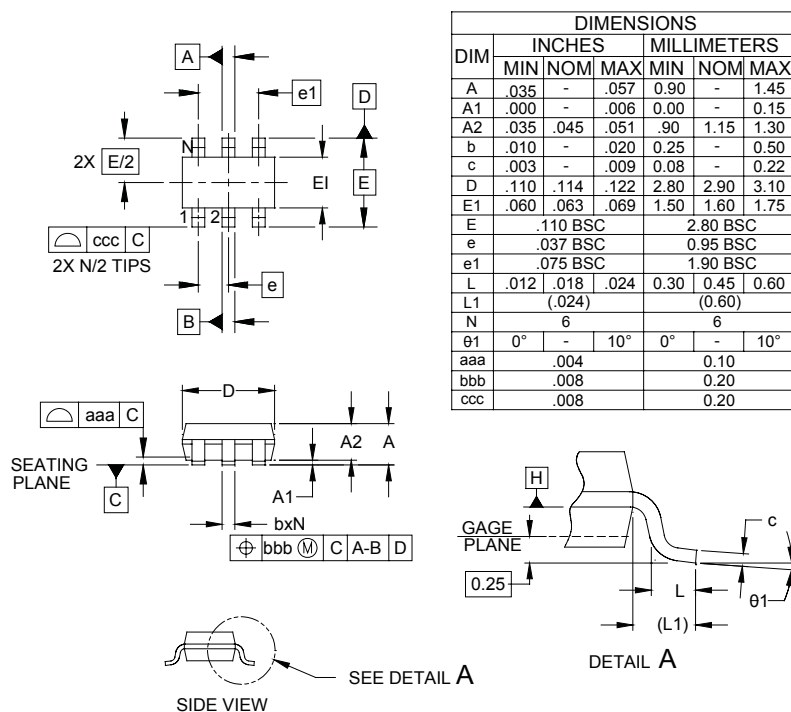 A
e1
D
N
2X E/2
EI
E
1 2
ccc C
2X N/2 TIPS
e
B
D
aaa C
A2 A
SEATING
PLANE
C
A1
bxN
bbb M C A-B D
SIDE VIEW
SEE DETAIL A
DIMENSIONS
DIM INCHES MILLIMETERS
MIN NOM MAX MIN NOM MAX
A .035 - .057 0.90 - 1.45
A1 .000 - .006 0.00 - 0.15
A2 .035 .045 .051 .90 1.15 1.30
b .010 - .020 0.25 - 0.50
c .003 - .009 0.08 - 0.22
D .110 .114 .122 2.80 2.90 3.10
E1 .060 .063 .069 1.50 1.60 1.75
E .110 BSC 2.80 BSC
e .037 BSC 0.95 BSC
e1 .075 BSC 1.90 BSC
L .012 .018 .024 0.30 0.45 0.60
L1 (.024) (0.60)
N 6 6
θ1 0° - 10° 0° - 10°
aaa .004 0.10
bbb .008 0.20
ccc .008 0.20
H
GAGE
PLANE
c
0.25
L
θ1
(L1)
DETAIL A